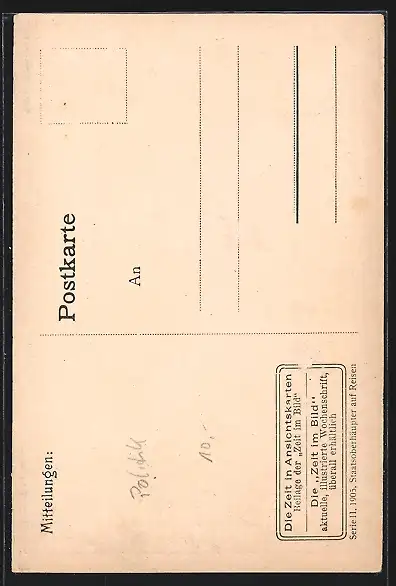 Postkarte
An
Mitteilungen:
Politik
10,-
Die Zeit in Ansichtskarten
Beilage der „Zeit im Bild“
Die „Zeit im Bild“
aktuelle, illustrierte Wochenschrift,
überall erhältlich
Serie II, 1905, Staatsoberhäupter auf Reisen